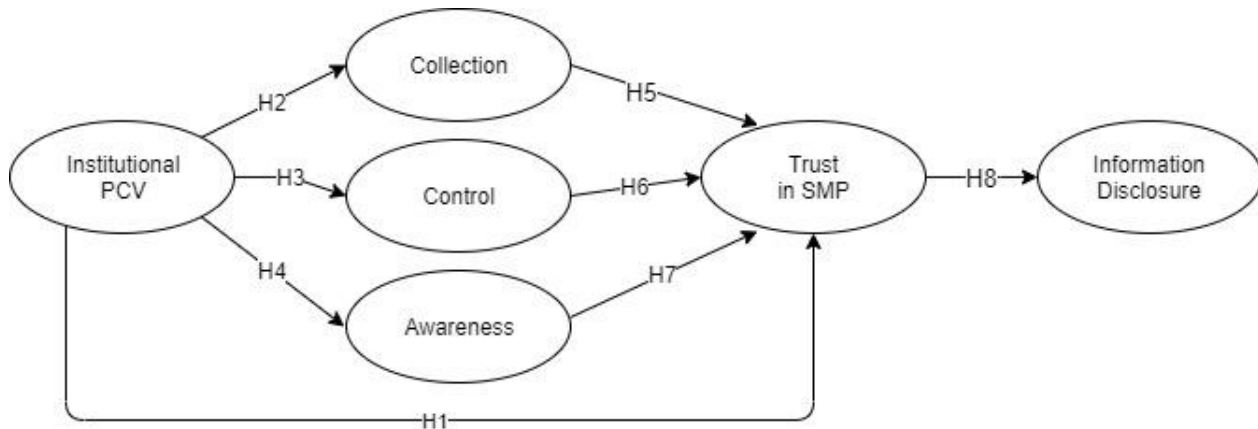 Collection
H2
H5
Institutional
PCV
H3
Control
H6
Trust
in SMP
H8
Information
Disclosure
H4
H7
Awareness
H1